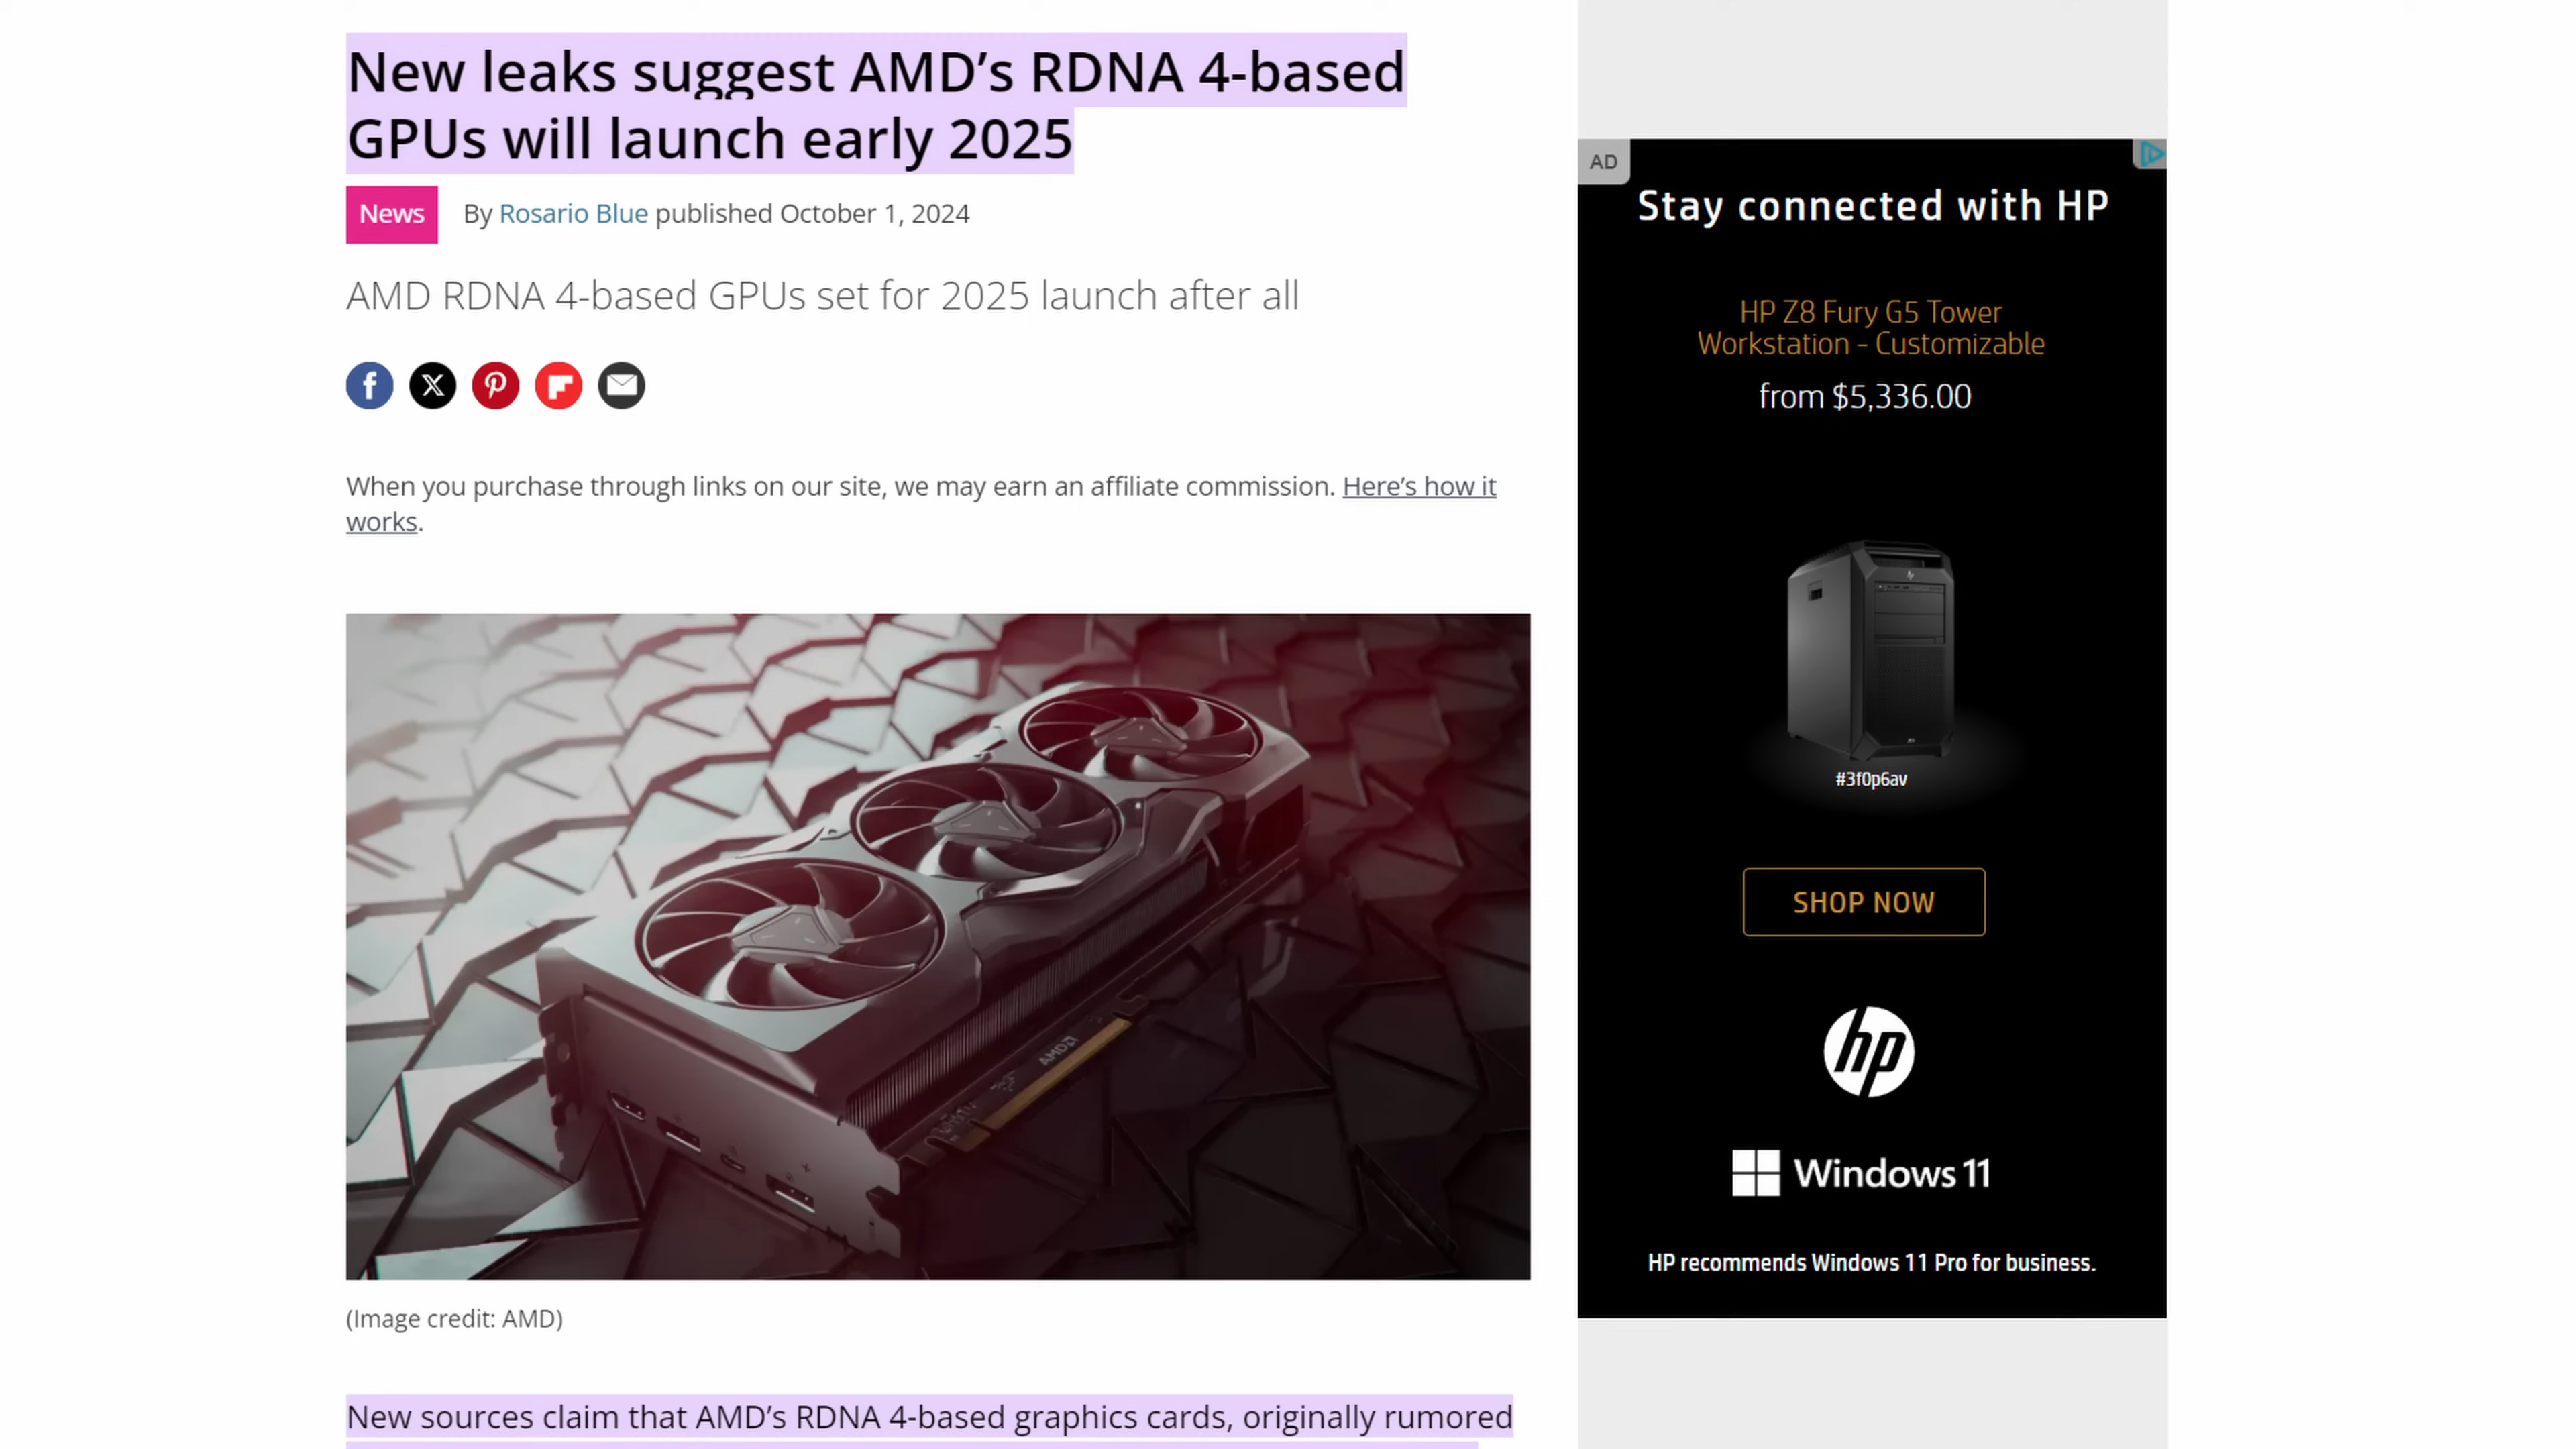 New leaks suggest AMD’s RDNA 4-based
GPUs will launch early 2025
News
By Rosario Blue published October 1, 2024
AMD RDNA 4-based GPUs set for 2025 launch after all
When you purchase through links on our site, we may earn an affiliate commission. Here’s how it
works.
AMD
(Image credit: AMD)
New sources claim that AMD’s RDNA 4-based graphics cards, originally rumored
AD
Stay connected with HP
HP Z8 Fury G5 Tower
Workstation - Customizable
from $5,336.00
#3f0p6av
SHOP NOW
hp
Windows 11
HP recommends Windows 11 Pro for business.